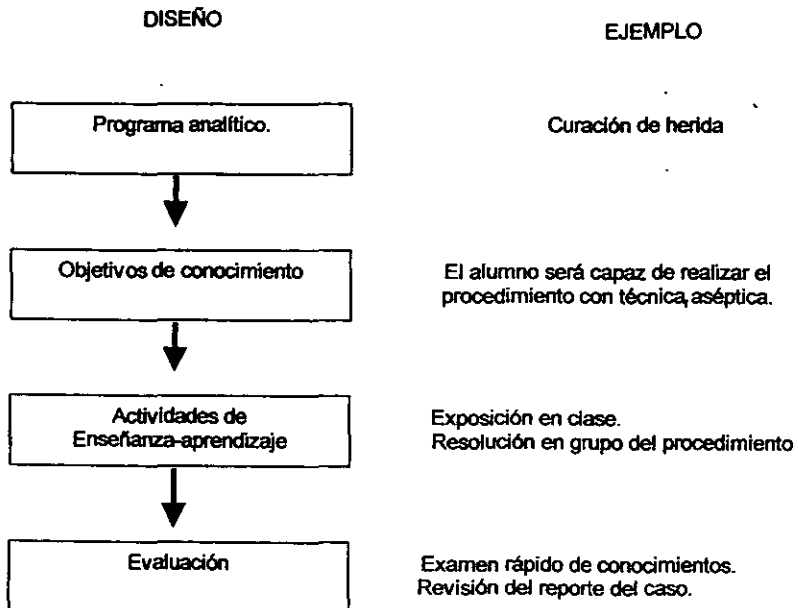 DISEÑO
EJEMPLO
Programa analítico.
Curación de herida
Objetivos de conocimiento
El alumno será capaz de realizar el
procedimiento con técnica aséptica.
Actividades de
Enseñanza-aprendizaje
Exposición en clase.
Resolución en grupo del procedimiento
Evaluación
Examen rápido de conocimientos.
Revisión del reporte del caso.